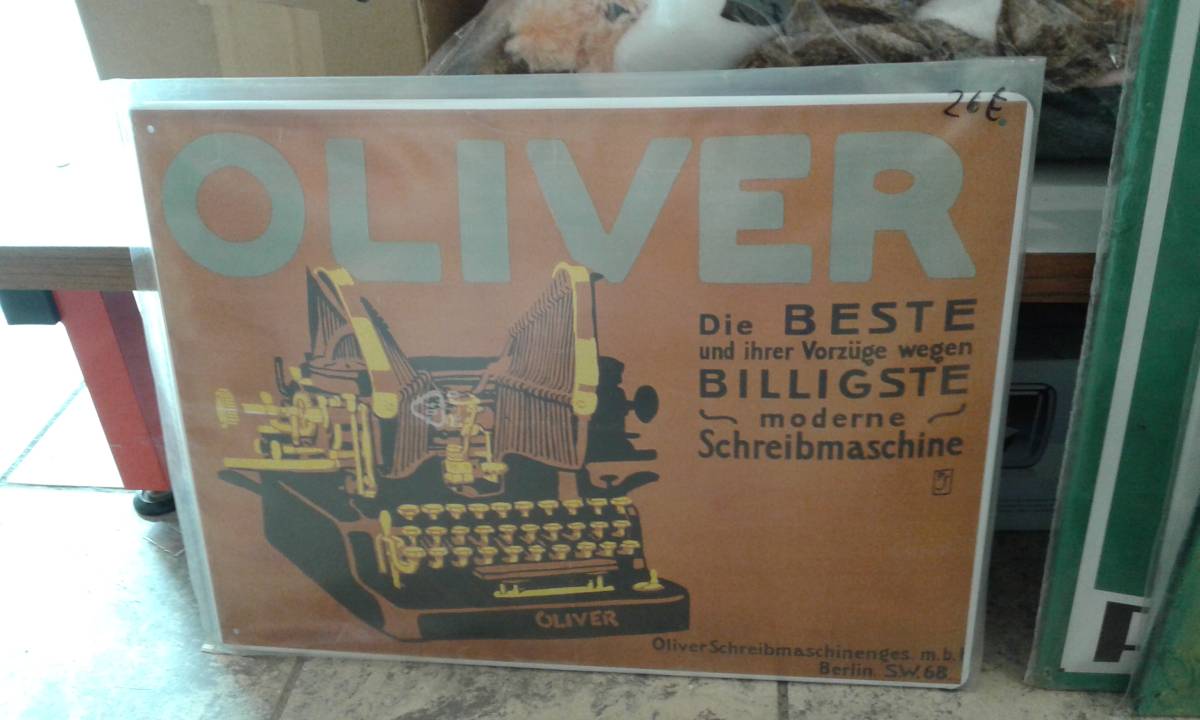 26€
OLIVER
Die BESTE
und ihrer Vorzüge wegen
BILLIGSTE
moderne
Schreibmaschine
OLIVER
Oliver Schreibmaschinenges. m.b.
Berlin. SW.68.